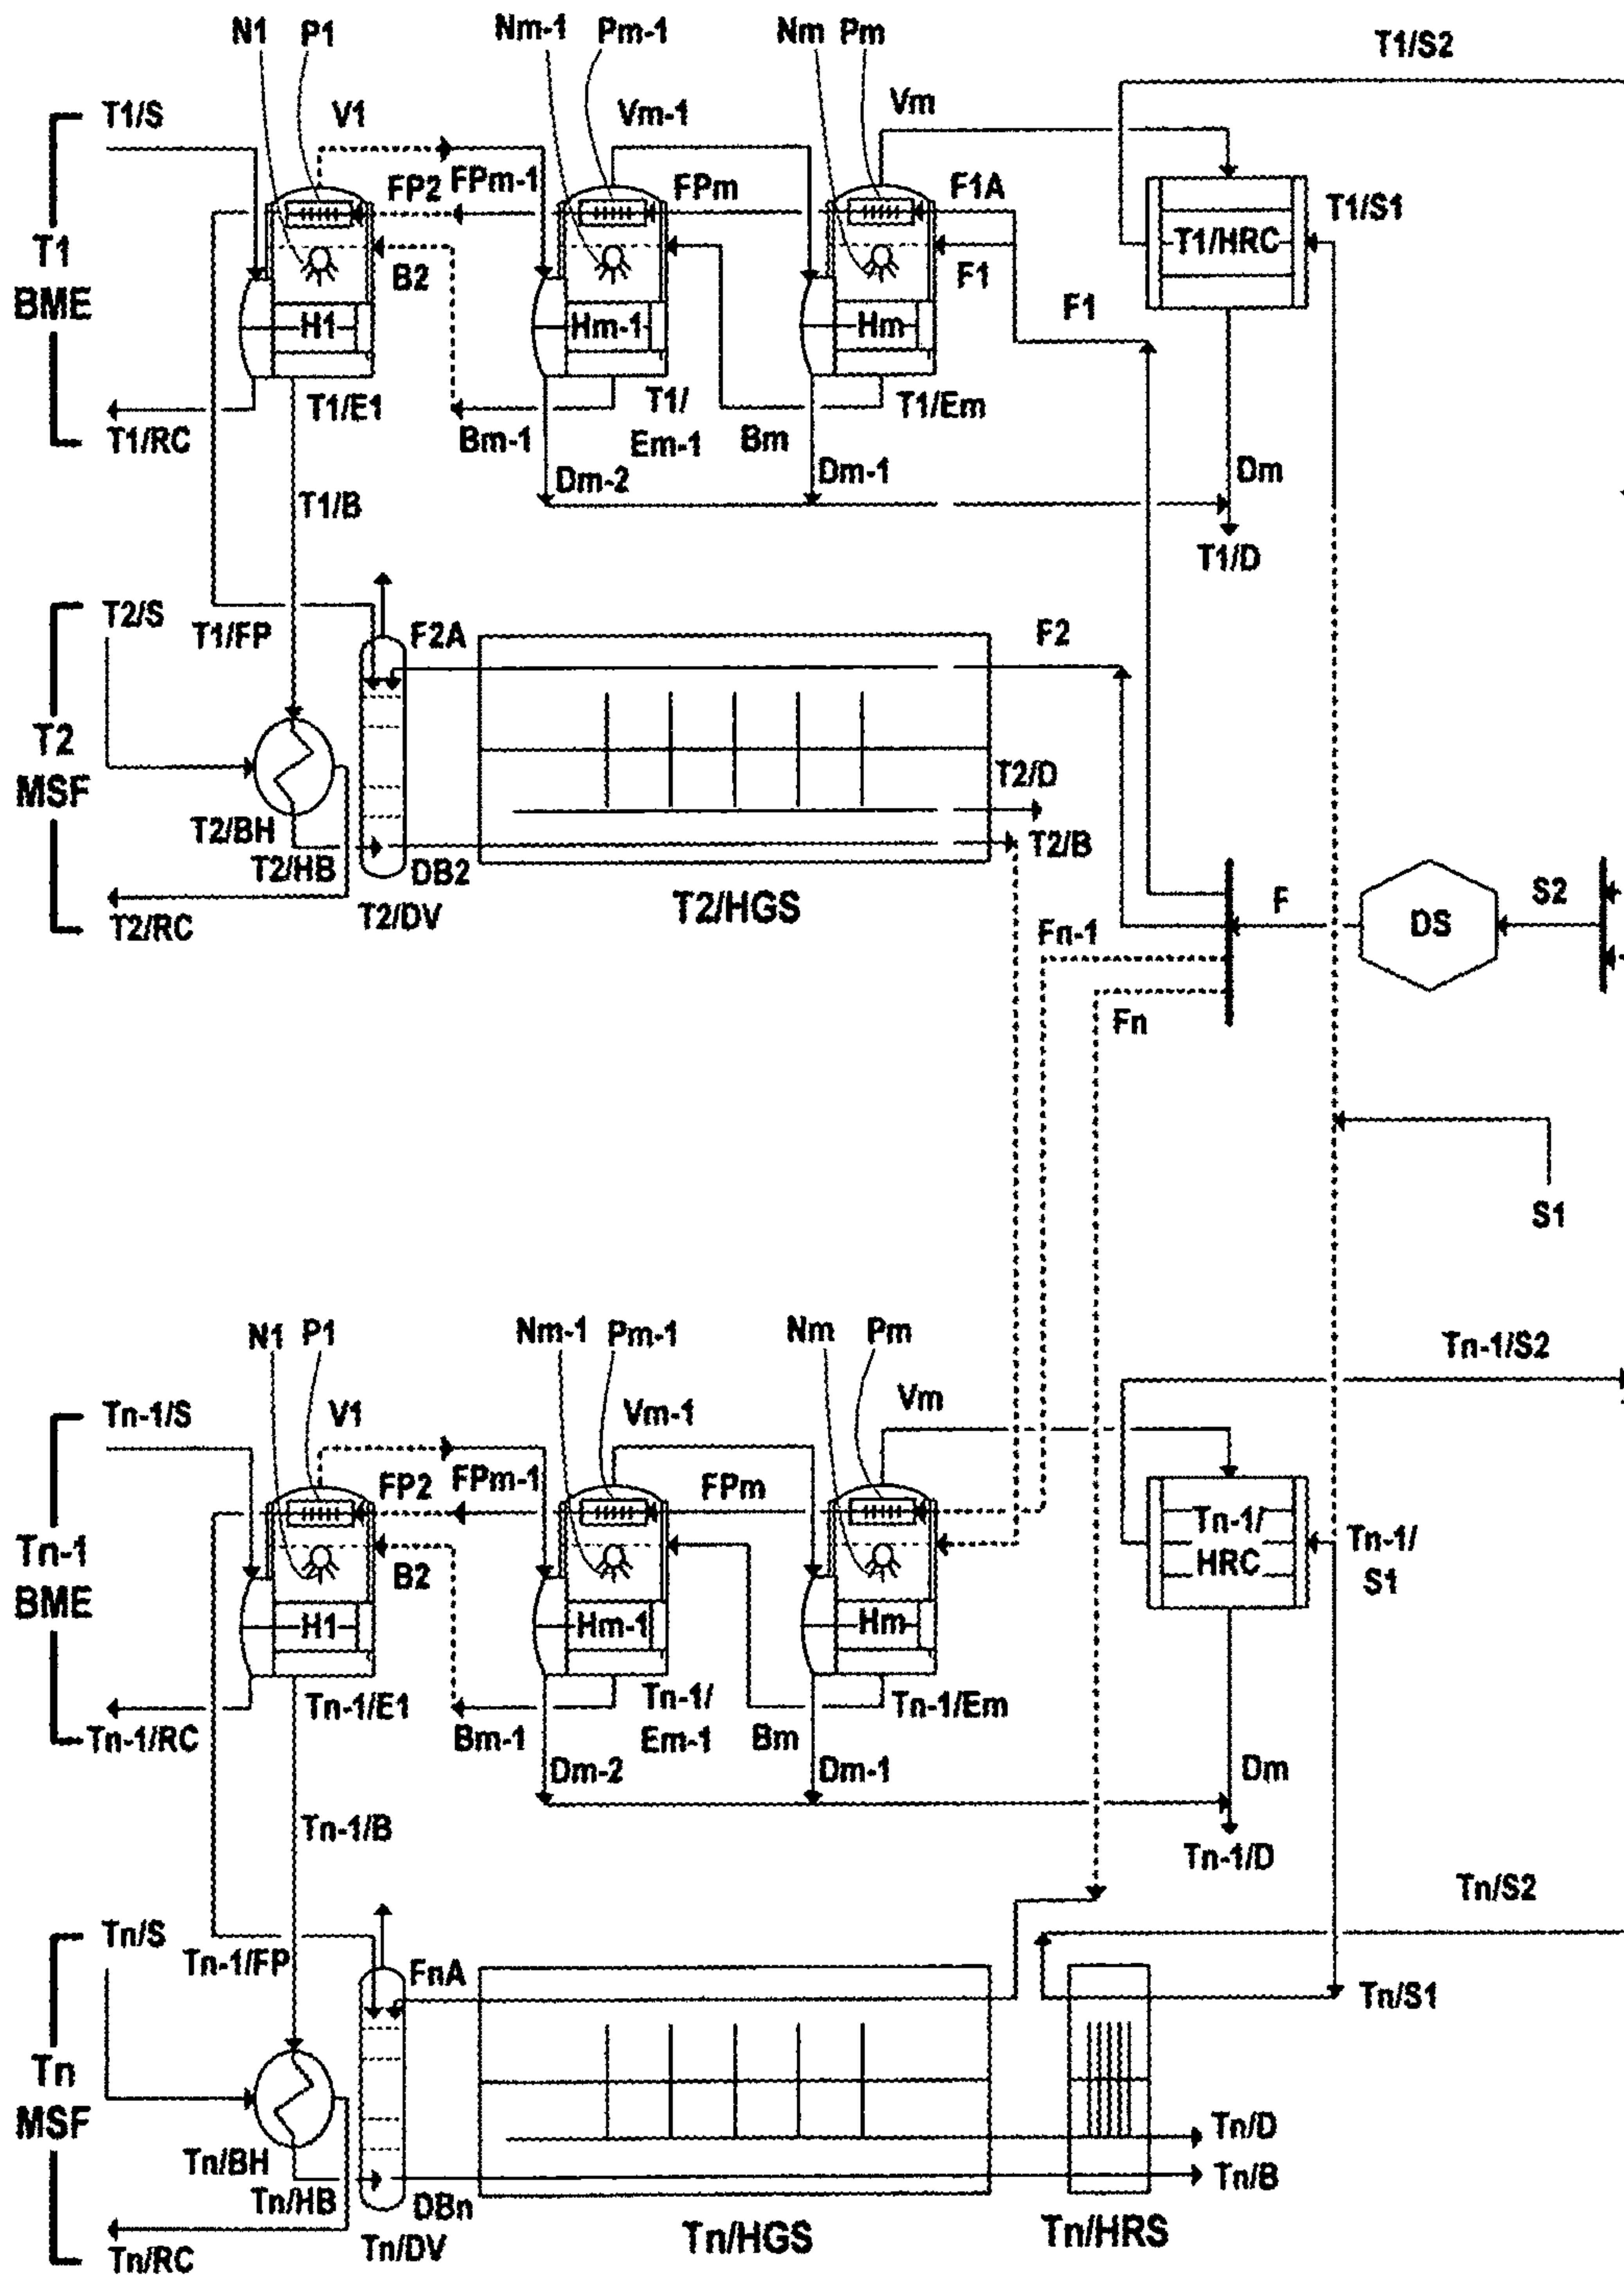 N1 P1 Nm-1 Pm-1 Nm Pm T1/S2
T1/S V1 Vm-1 Vm
FP2 FPm-1 FPm F1A T1/S1
T1/HRC
T1
BME
B2 F1 F1
H1 Hm-1 Hm
T1/E1 T1/
Em-1 T1/Em
T1/RC Bm-1 Bm
Dm-2 Dm-1 Dm
T1/B
T1/D
T2/S T1/FP F2A F2
T2
MSF
T2/D
T2/BH T2/B
T2/HB DB2
T2/RC T2/DV T2/HGS
F DS S2
Fn-1
Fn
S1
N1 P1 Nm-1 Pm-1 Nm Pm Tn-1/S2
Tn-1/S V1 Vm-1 Vm
FP2 FPm-1 FPm
Tn-1
BME
B2 Tn-1/
HRC Tn-1/
S1
H1 Hm-1 Hm
Tn-1/E1 Tn-1/
Em-1 Tn-1/Em
Tn-1/RC Bm-1 Bm
Dm-2 Dm-1 Dm
Tn-1/B
Tn-1/D
Tn/S2
Tn/S Tn-1/FP FnA
Tn/S1
Tn
MSF
Tn/D
Tn/BH Tn/B
Tn/HB DBn
Tn/RC Tn/DV Tn/HGS Tn/HRS